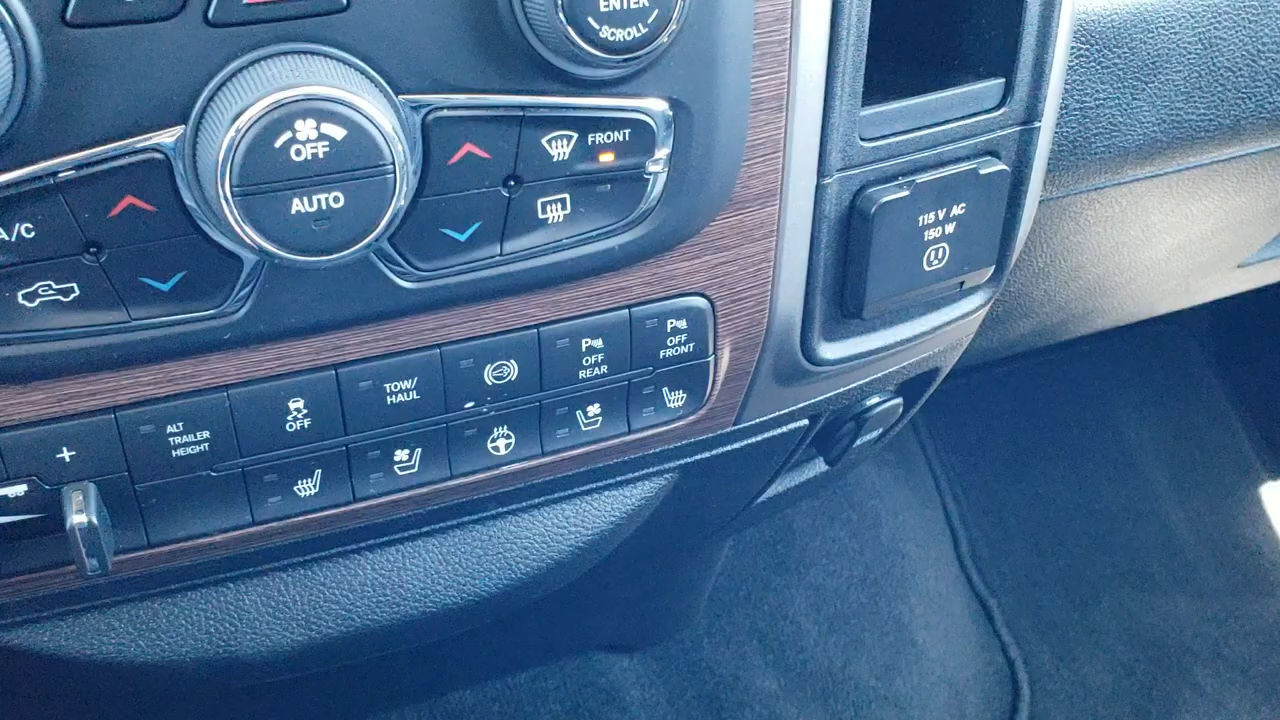 ENTER
SCROLL
OFF
AUTO
FRONT
A/C
115 V AC
150 W
P
OFF
FRONT
P
OFF
REAR
TOW/
HAUL
OFF
ALT
TRAILER
HEIGHT
+